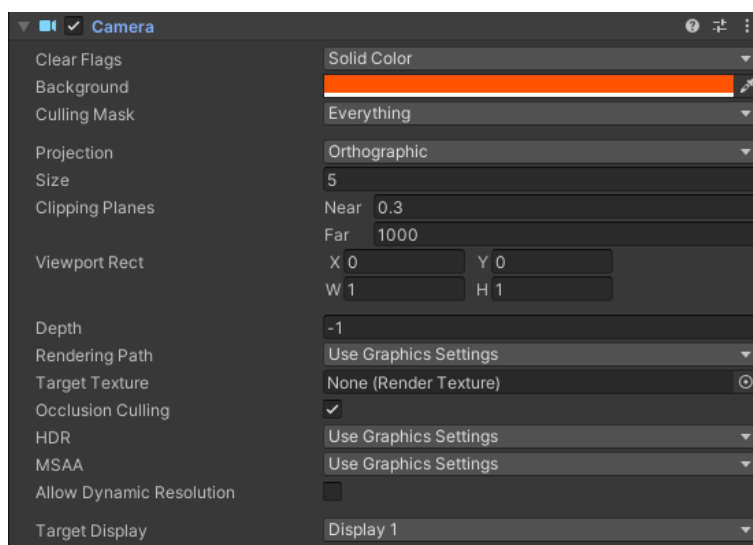 Camera
Clear Flags Solid Color
Background
Culling Mask Everything
Projection Orthographic
Size 5
Clipping Planes Near 0.3
Far 1000
Viewport Rect X 0 Y 0
W 1 H 1
Depth -1
Rendering Path Use Graphics Settings
Target Texture None (Render Texture)
Occlusion Culling
HDR Use Graphics Settings
MSAA Use Graphics Settings
Allow Dynamic Resolution
Target Display Display 1